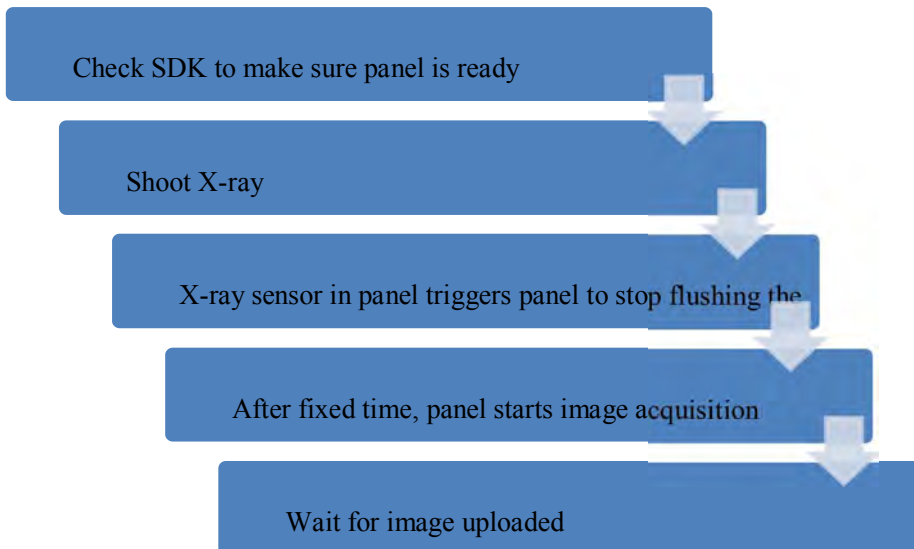 Check SDK to make sure panel is ready
Shoot X-ray
X-ray sensor in panel triggers panel to stop flushing the
After fixed time, panel starts image acquisition
Wait for image uploaded